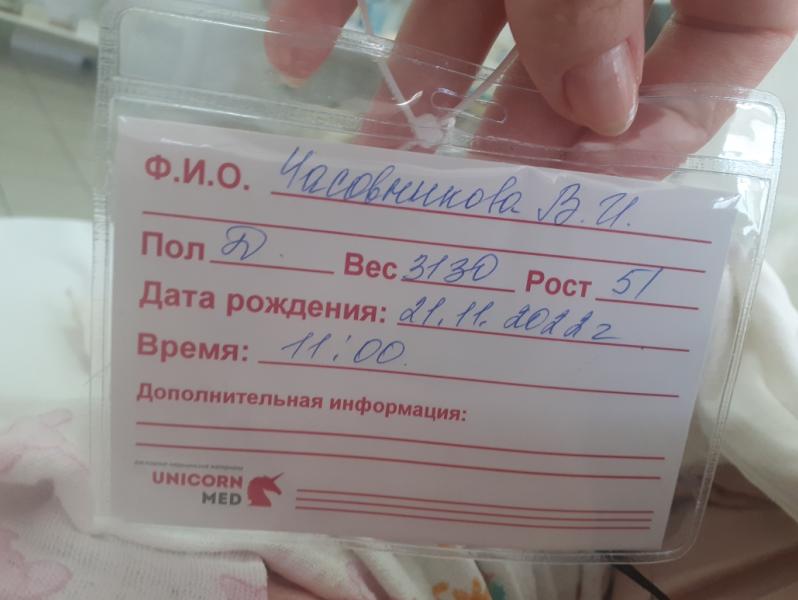 Ф.И.О. Часовникова В.И.
Пол Д. Вес 3130 Рост 51
Дата рождения: 21.11.2022г.
Время: 11:00.
Дополнительная информация:
UNICORN
MED